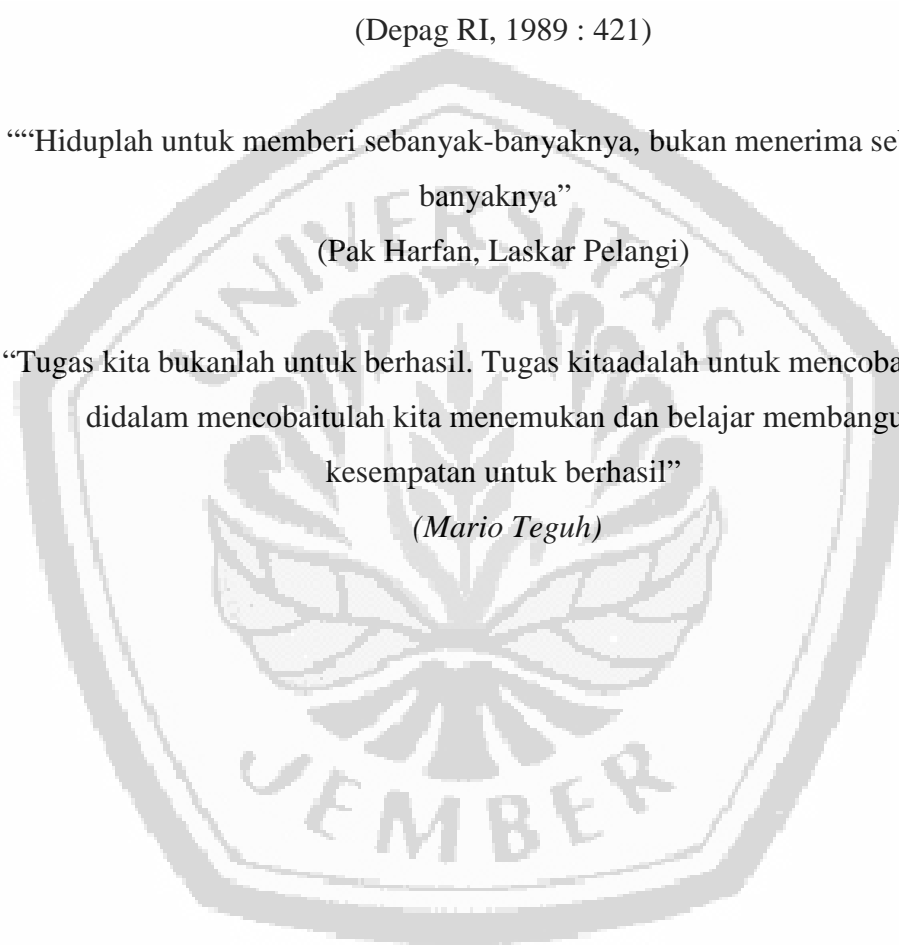 (Depag RI, 1989 : 421)
““Hiduplah untuk memberi sebanyak-banyaknya, bukan menerima se
banyaknya”
(Pak Harfan, Laskar Pelangi)
“Tugas kita bukanlah untuk berhasil. Tugas kitaadalah untuk mencoba
didalam mencobaitulah kita menemukan dan belajar membangu
kesempatan untuk berhasil”
(Mario Teguh)
UNIVERSITAS
JEMBER